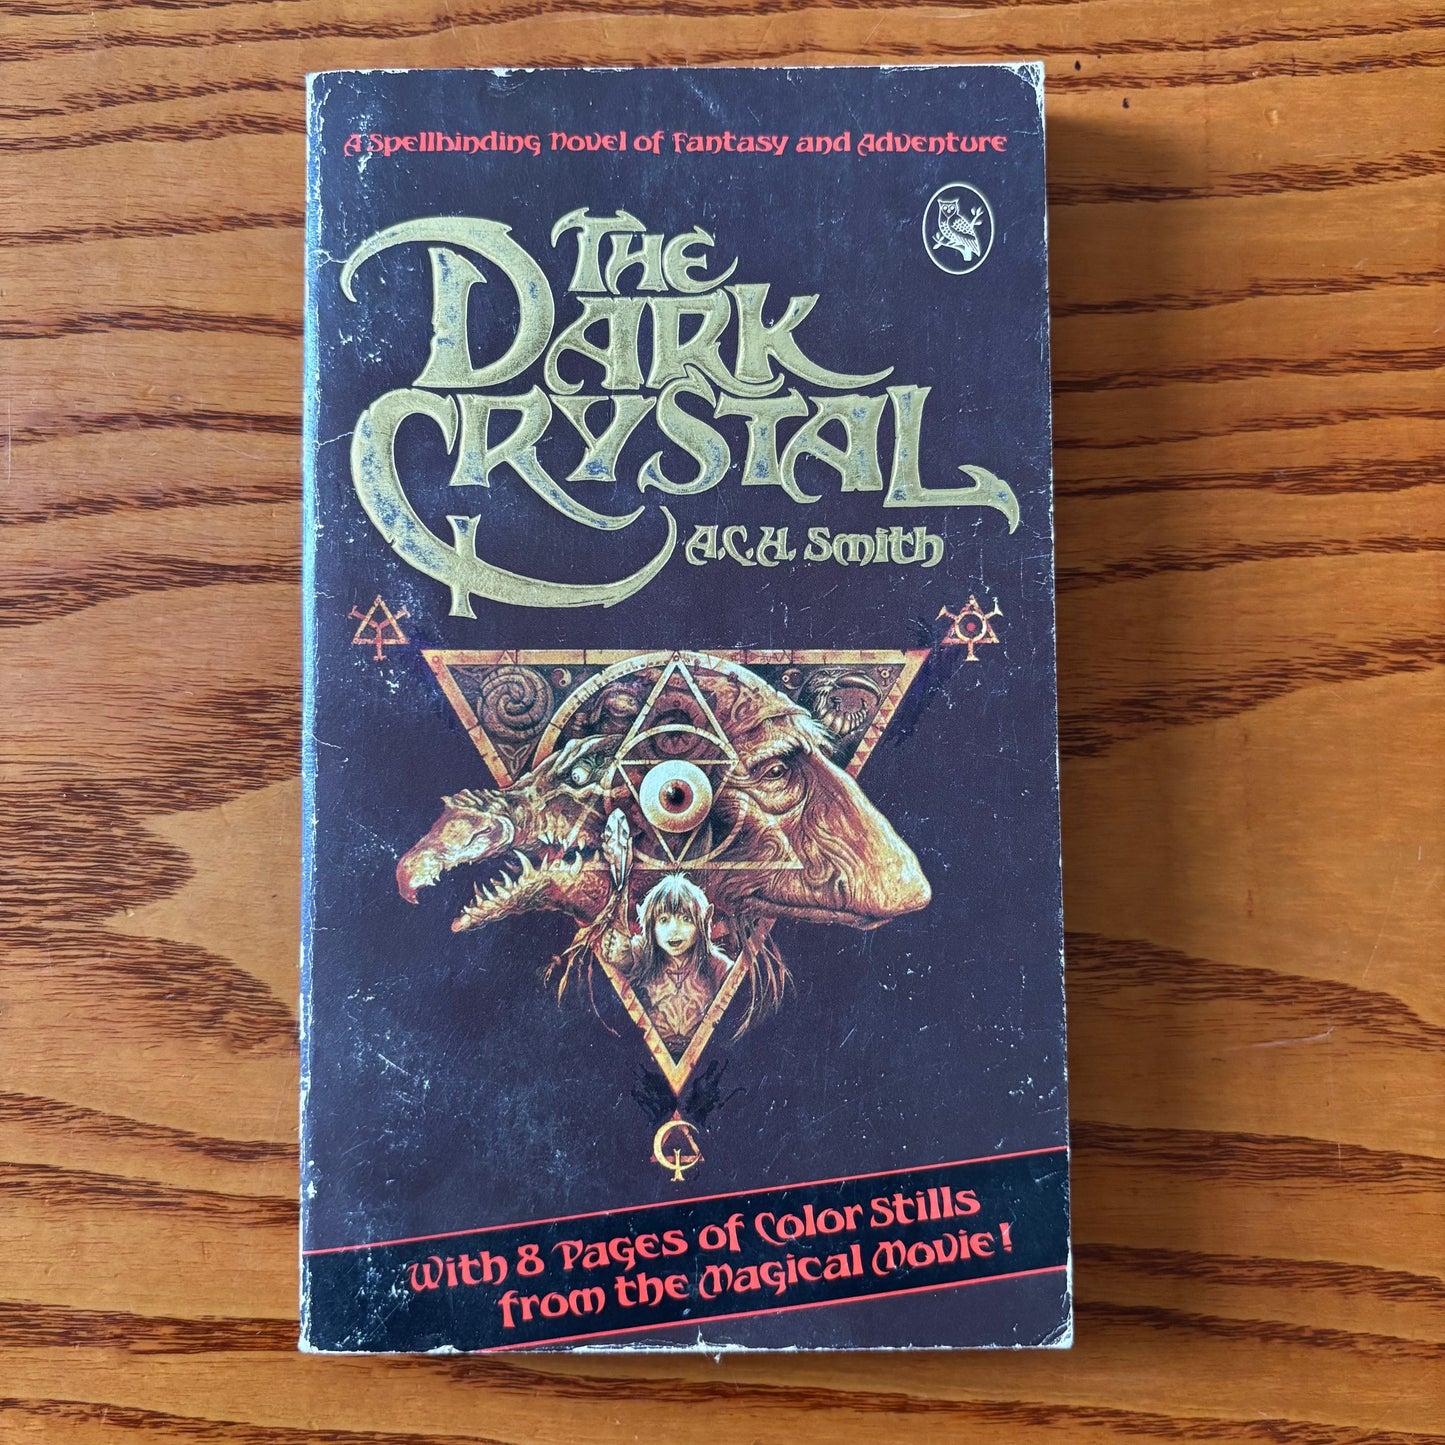 A Spellbinding Novel of Fantasy and Adventure
THE
DARK
CRYSTAL
A.C.H. Smith
With 8 Pages of Color Stills
from the Magical Movie!